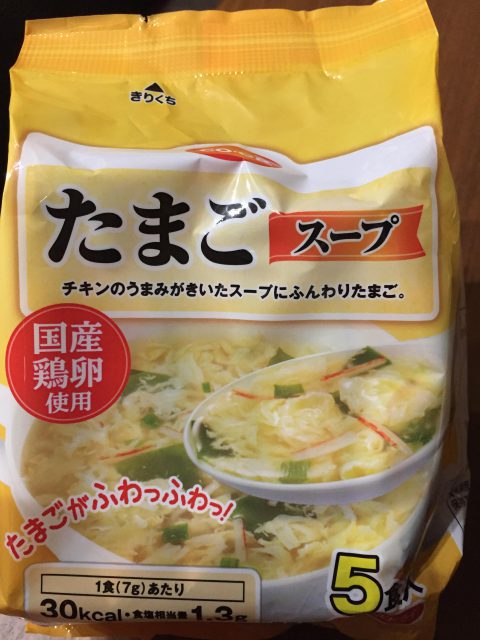 きりくち
CO・OP
たまご
スープ
チキンのうまみがきいたスープにふんわりたまご。
国産
鶏卵
使用
たまごがふわっふわっ!
1食(7g)あたり
30kcal・食塩相当量1.3g
5食入